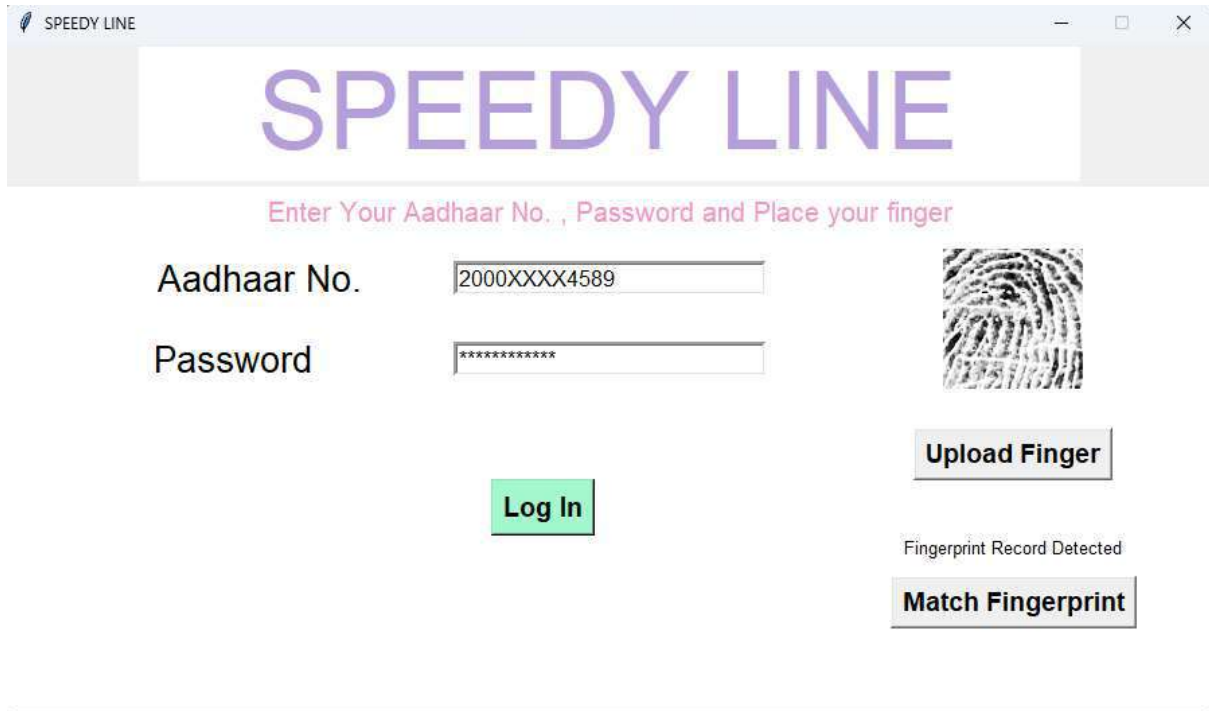 SPEEDY LINE
SPEEDY LINE
Enter Your Aadhaar No. , Password and Place your finger
Aadhaar No. 2000XXXX4589
Password ************
Upload Finger
Log In
Fingerprint Record Detected
Match Fingerprint